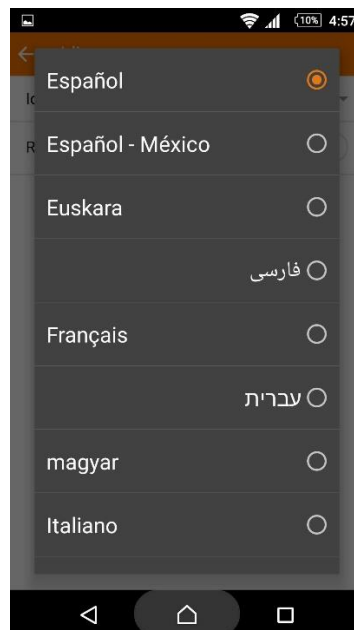 10% 4:57
Español
Español - México
Euskara
فارسی
Français
עברית
magyar
Italiano